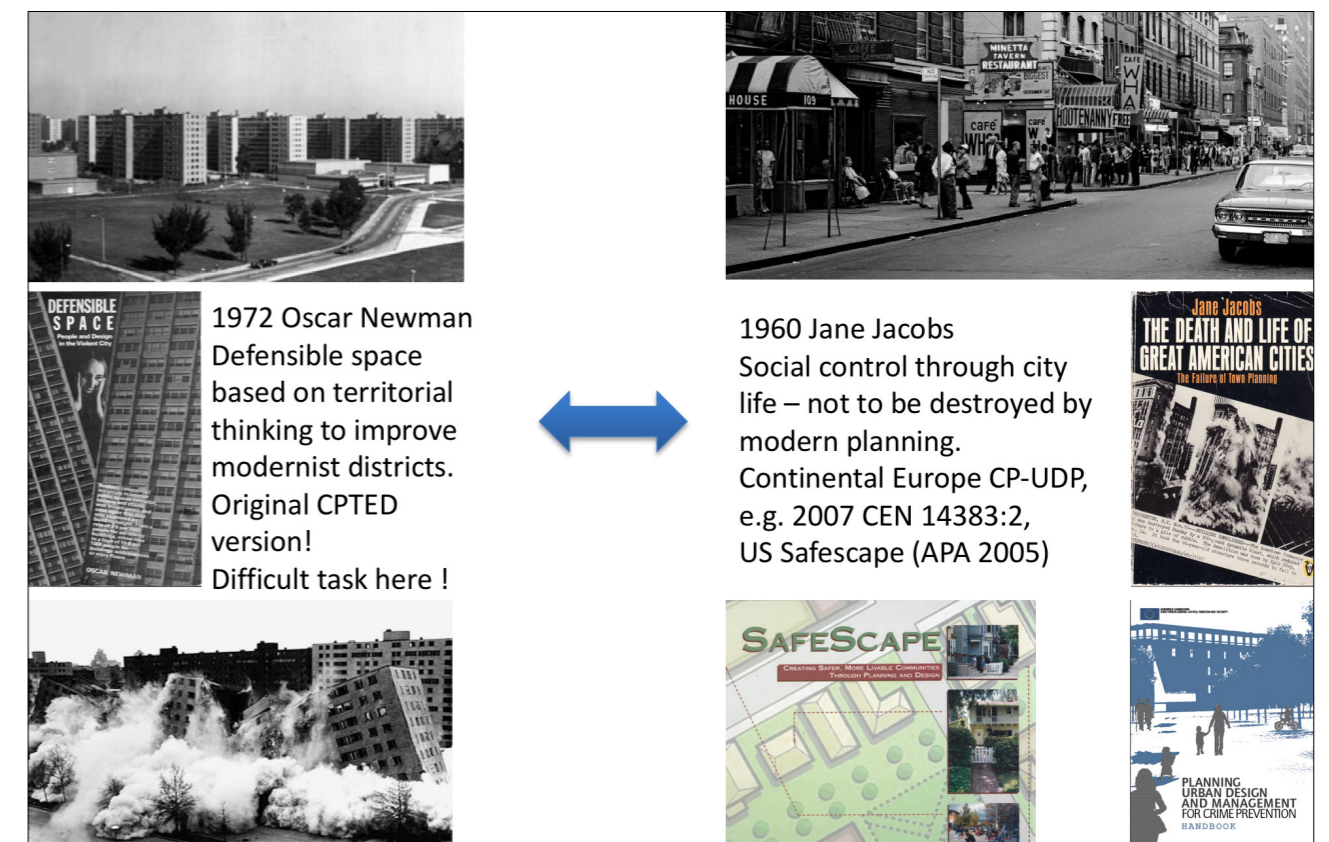 MINETTA
TAVERN
RESTAURANT
BIGGEST
CAFE
WHA
HOUSE 109
NO
café
WH
café
W
HOOTENANNY
FREE
DEFENSIBLE
SPACE
People and Design
in the Violent City
OSCAR NEWMAN
1972 Oscar Newman
Defensible space
based on territorial
thinking to improve
modernist districts.
Original CPTED
version!
Difficult task here !
1960 Jane Jacobs
Social control through city
life – not to be destroyed by
modern planning.
Continental Europe CP-UDP,
e.g. 2007 CEN 14383:2,
US Safescape (APA 2005)
Jane Jacobs
THE DEATH AND LIFE OF
GREAT AMERICAN CITIES
The Failure of Town Planning
SAFESCAPE
CREATING SAFER, MORE LIVABLE COMMUNITIES
THROUGH PLANNING AND DESIGN
PLANNING
URBAN DESIGN
AND MANAGEMENT
FOR CRIME PREVENTION
HANDBOOK